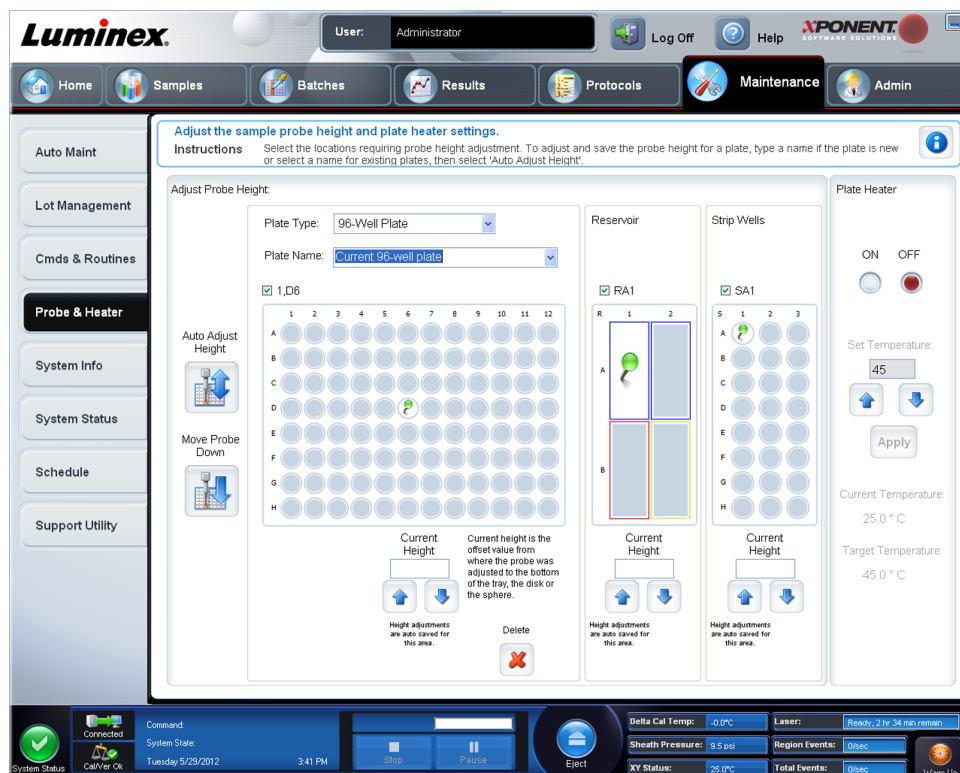 Luminex.
User: Administrator
Log Off
Help
XPONENT.
SOFTWARE SOLUTIONS
Home
Samples
Batches
Results
Protocols
Maintenance
Admin
Auto Maint
Lot Management
Cmds & Routines
Probe & Heater
System Info
System Status
Schedule
Support Utility
Adjust the sample probe height and plate heater settings.
Instructions Select the locations requiring probe height adjustment. To adjust and save the probe height for a plate, type a name if the plate is new
or select a name for existing plates, then select 'Auto Adjust Height'.
Adjust Probe Height:
Auto Adjust
Height
Move Probe
Down
Plate Type: 96-Well Plate
Plate Name: Current 96-well plate
1,D6
1 2 3 4 5 6 7 8 9 10 11 12
A
B
C
D
E
F
G
H
Current
Height
Current height is the
offset value from
where the probe was
adjusted to the bottom
of the tray, the disk or
the sphere.
Height adjustments
are auto saved for
this area.
Delete
Reservoir
RA1
R 1 2
A
B
Current
Height
Height adjustments
are auto saved for
this area.
Strip Wells
SA1
S 1 2 3
A
B
C
D
E
F
G
H
Current
Height
Height adjustments
are auto saved for
this area.
Plate Heater
ON OFF
Set Temperature:
45
Apply
Current Temperature:
25.0 ° C
Target Temperature:
45.0 ° C
System Status
Connected
Cal/Ver Ok
Command:
System State:
Tuesday 5/29/2012 3:41 PM
Stop
Pause
Eject
Delta Cal Temp: -0.0°C
Sheath Pressure: 9.5 psi
XY Status: 25.0°C
Laser: Ready, 2 hr 34 min remain
Region Events: 0/sec
Total Events: 0/sec
Warm Up